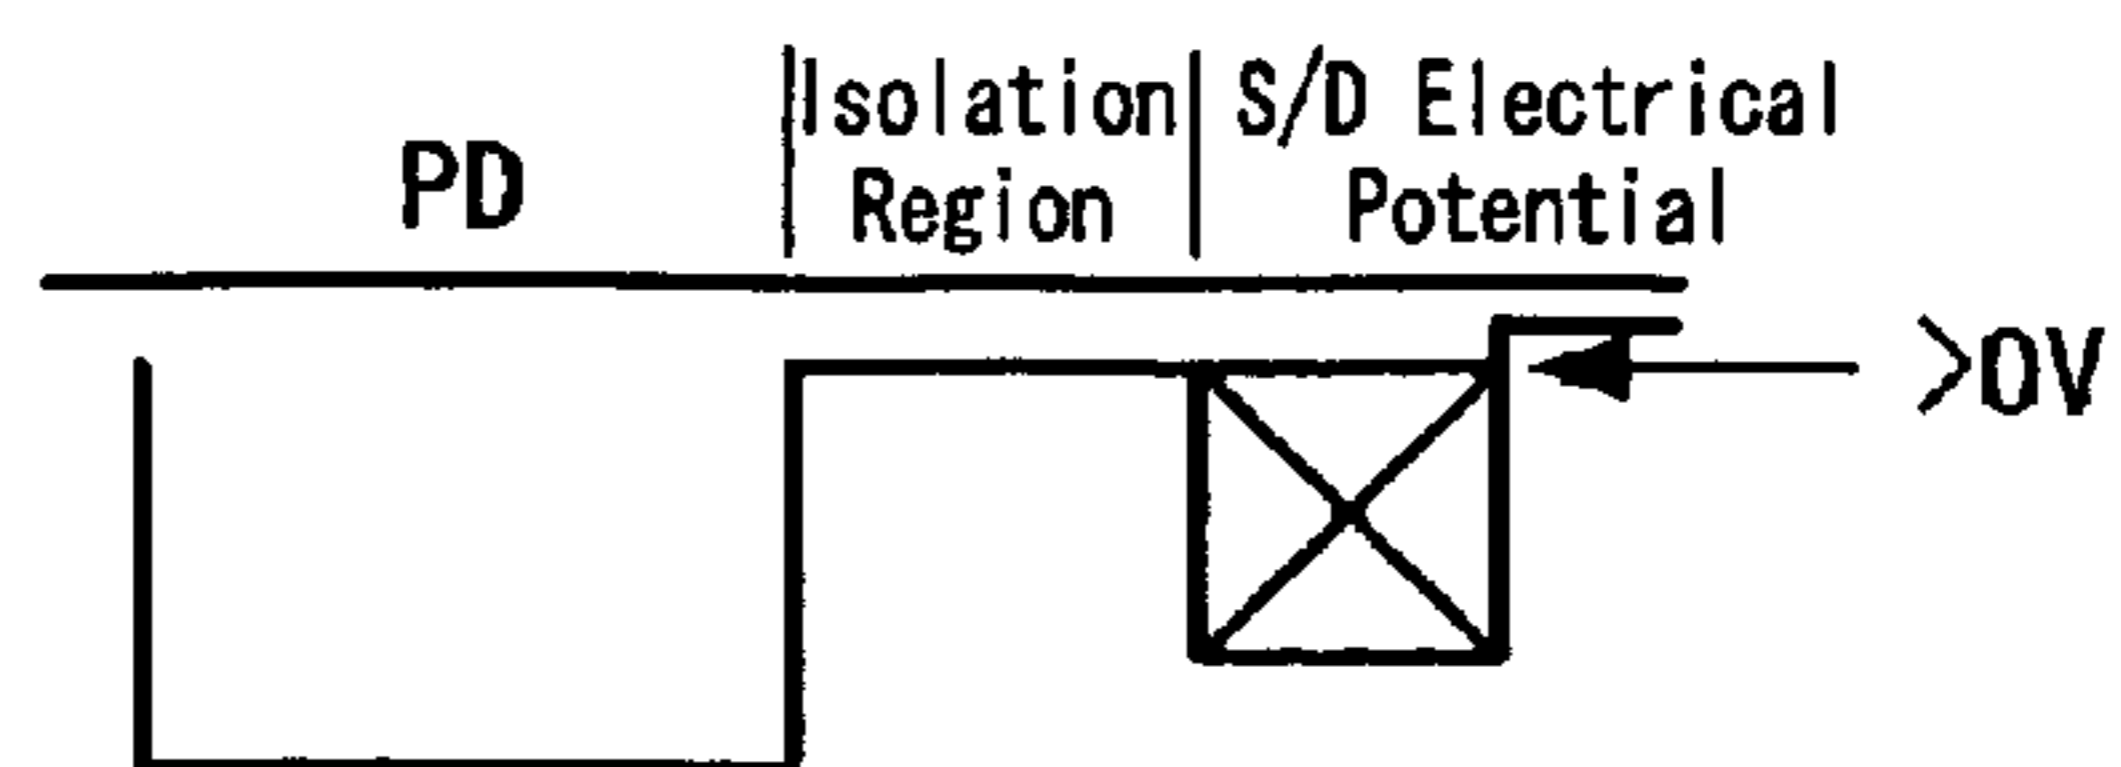 PD
Isolation
Region
S/D Electrical
Potential
>0V